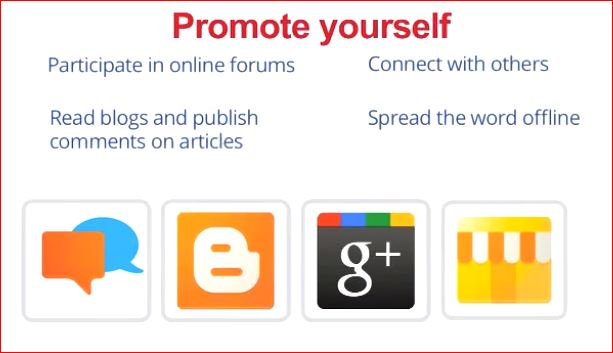 Promote yourself
Participate in online forums
Connect with others
Read blogs and publish
comments on articles
Spread the word offline
g+